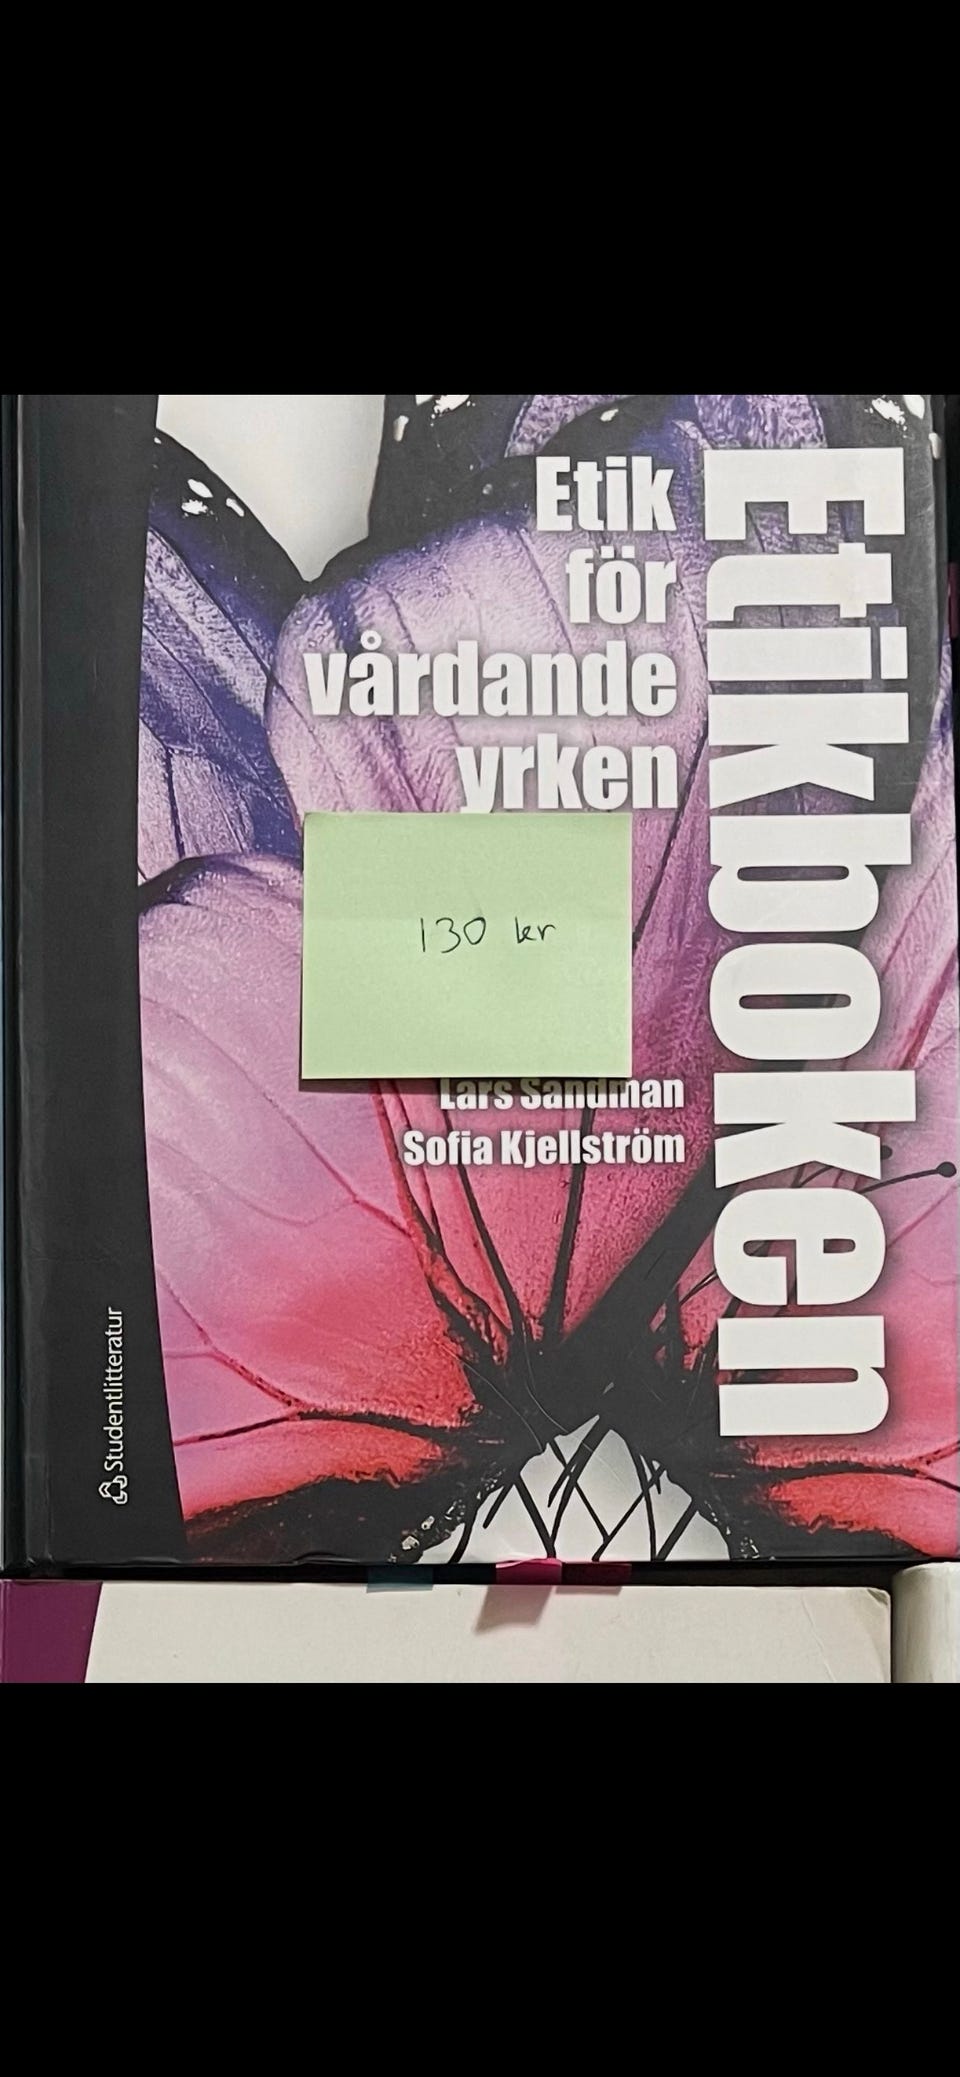 Etikboken
Etik
för
vårdande
yrken
130 kr
Lars Sandman
Sofia Kjellström
Studentlitteratur